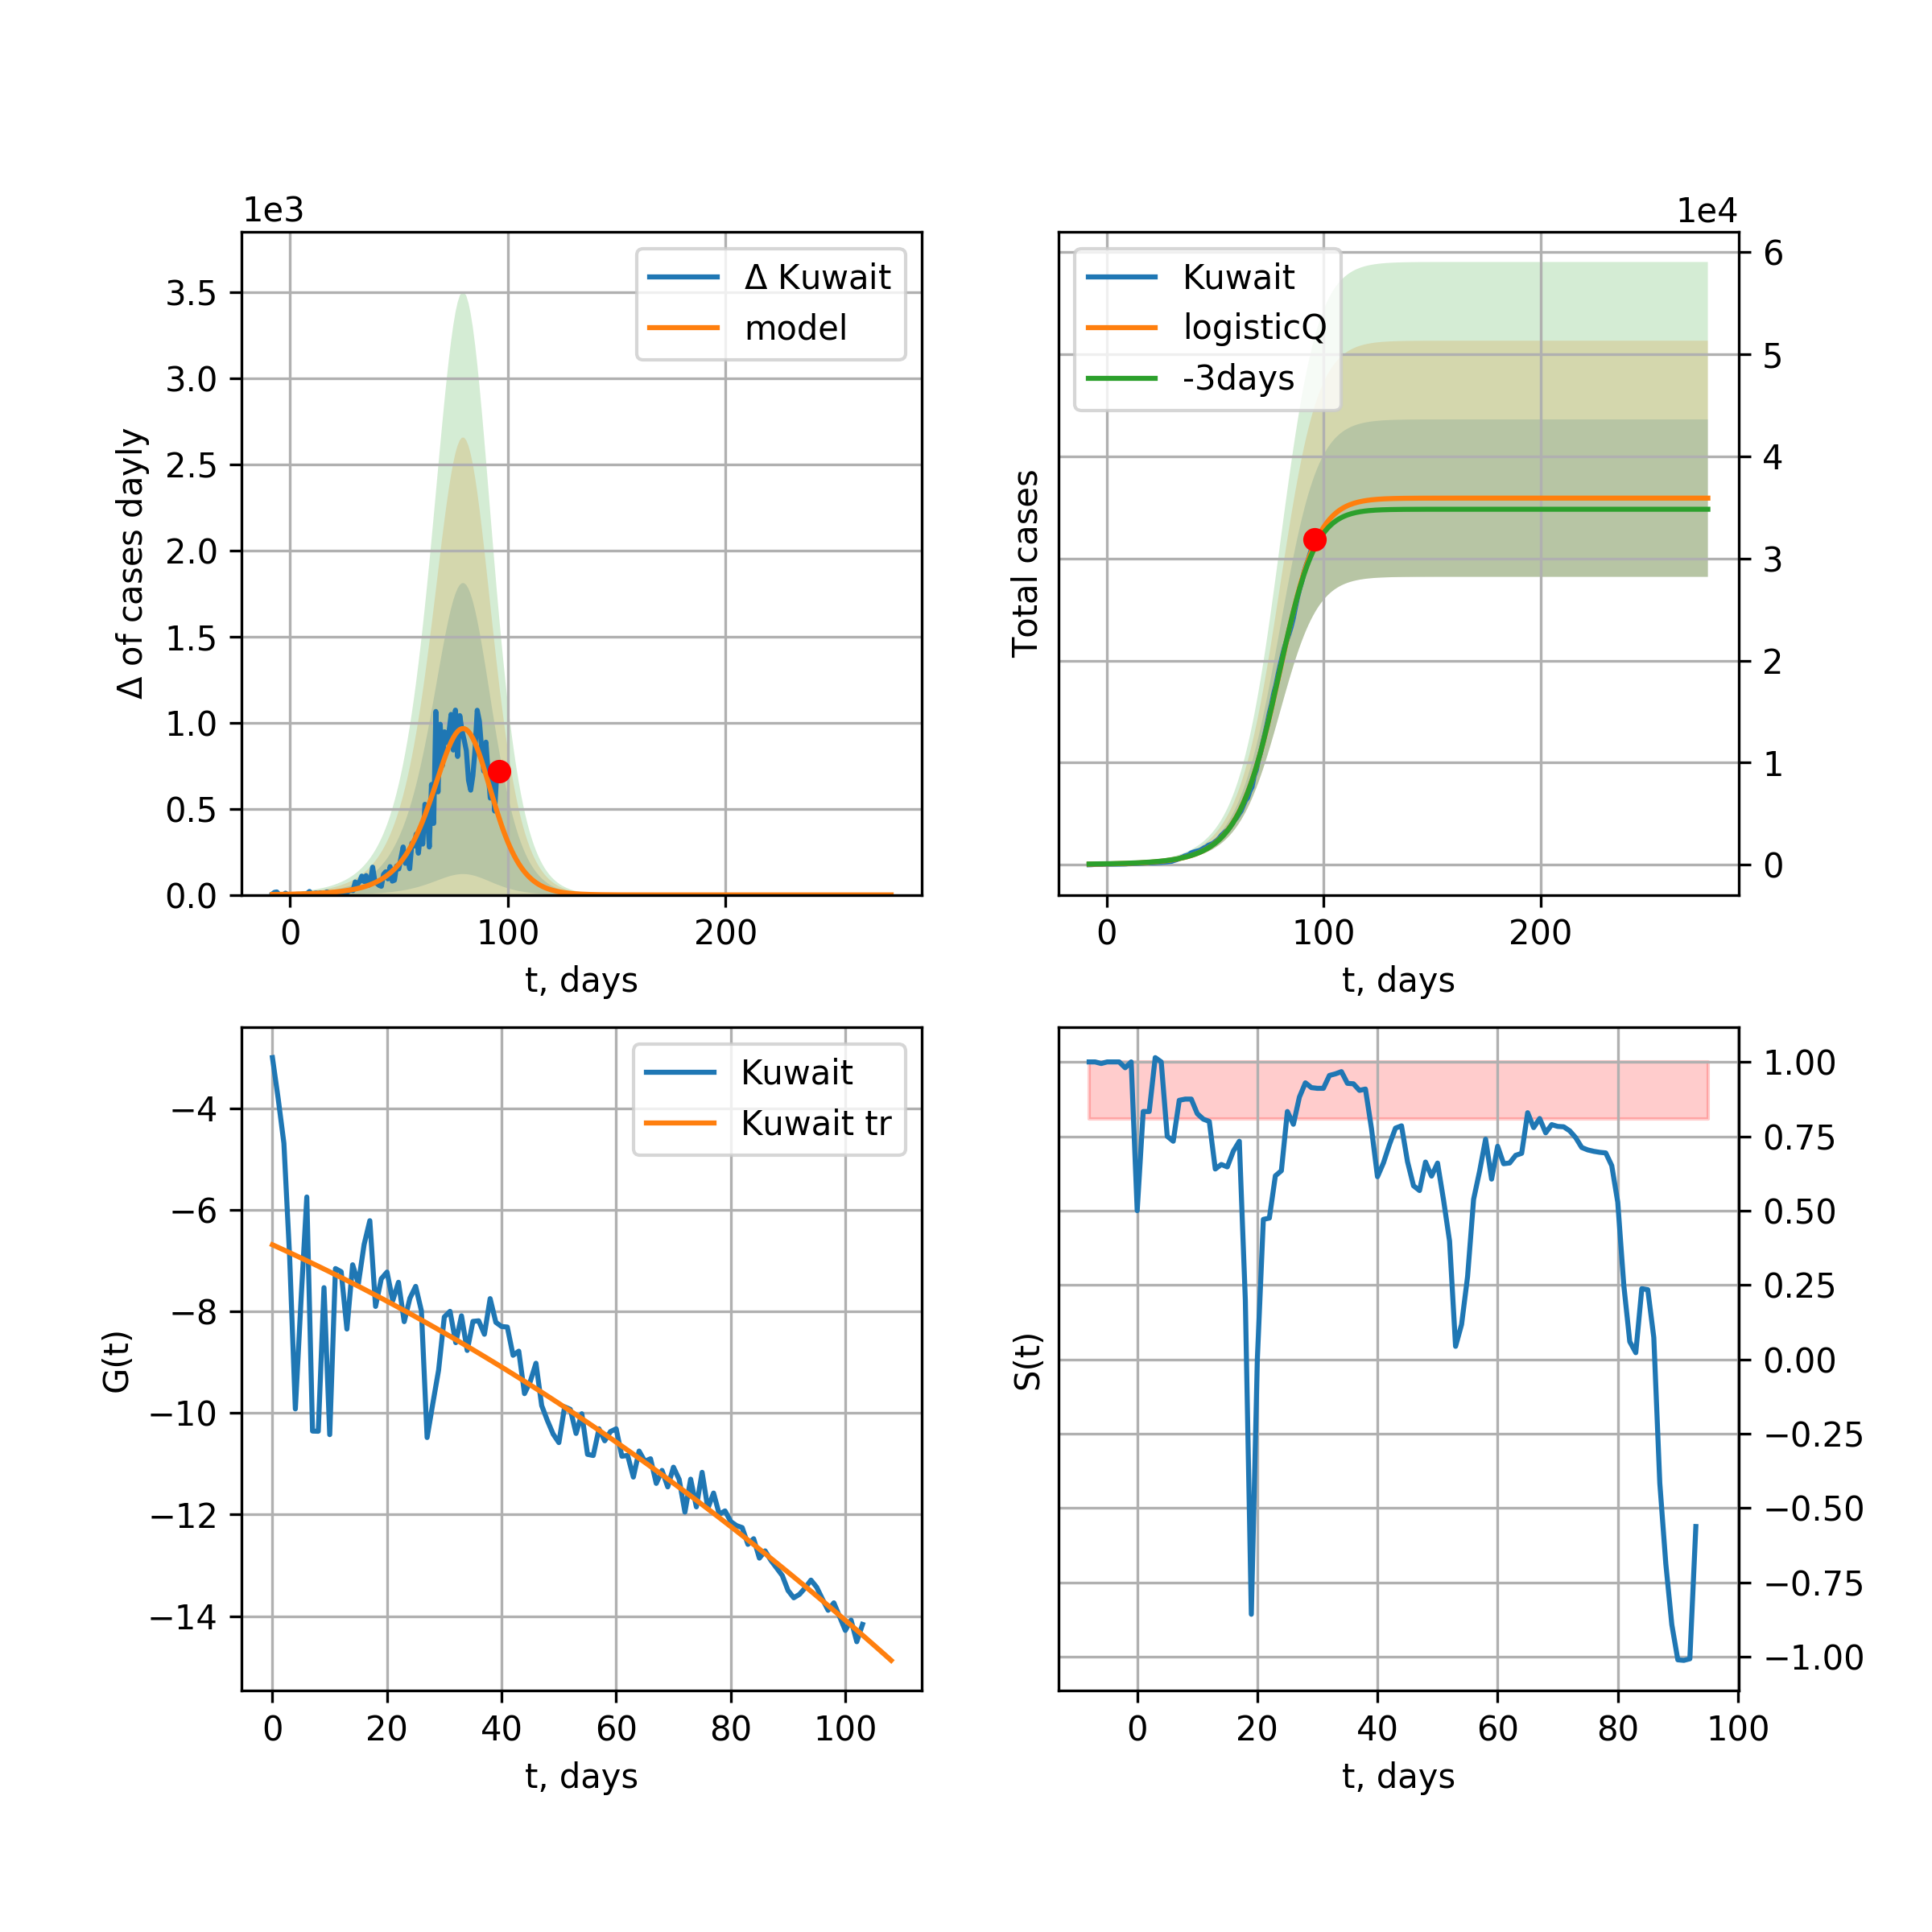 1e3
Δ of cases dayly
3.5
3.0
2.5
2.0
1.5
1.0
0.5
0.0
Δ Kuwait
model
0 100 200
t, days
1e4
Total cases
Kuwait
logisticQ
-3days
6
5
4
3
2
1
0
0 100 200
t, days
G(t)
−4
−6
−8
−10
−12
−14
Kuwait
Kuwait tr
0 20 40 60 80 100
t, days
S(t)
1.00
0.75
0.50
0.25
0.00
−0.25
−0.50
−0.75
−1.00
0 20 40 60 80 100
t, days